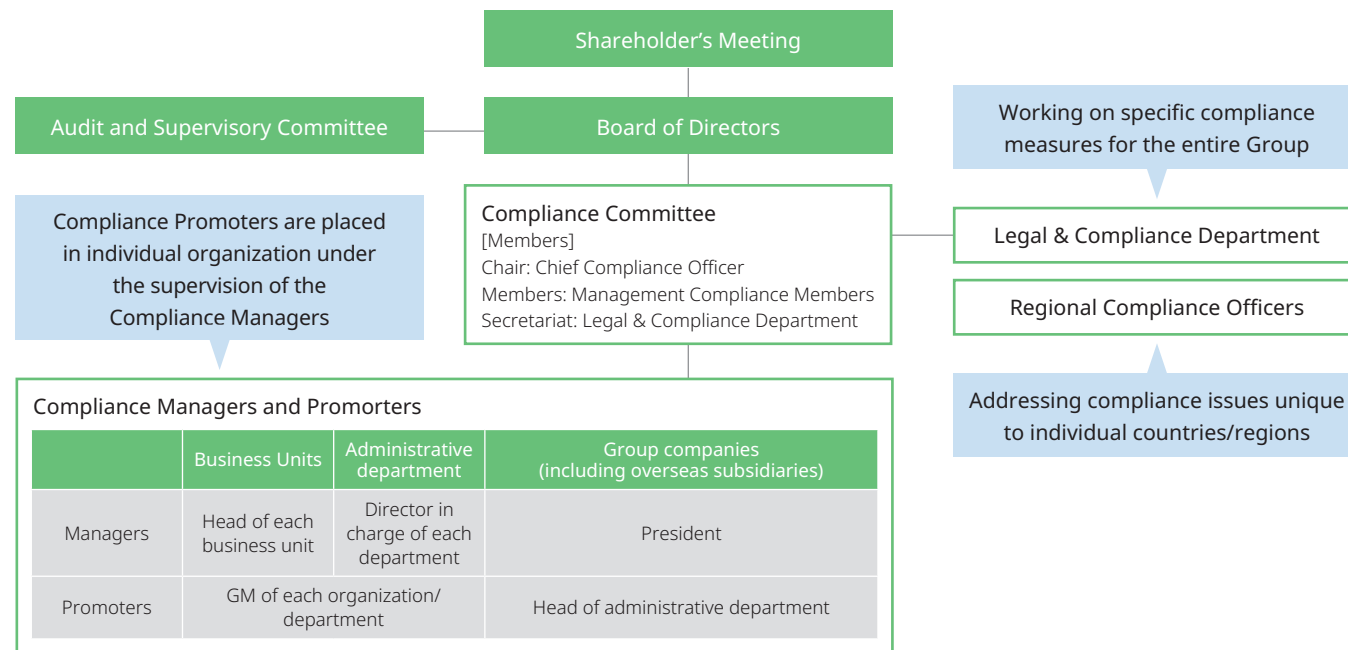 Shareholder’s Meeting
Audit and Supervisory Committee
Board of Directors
Working on specific compliance
measures for the entire Group
Compliance Promoters are placed
in individual organization under
the supervision of the
Compliance Managers
Compliance Committee
[Members]
Chair: Chief Compliance Officer
Members: Management Compliance Members
Secretariat: Legal & Compliance Department
Legal & Compliance Department
Regional Compliance Officers
Addressing compliance issues unique
to individual countries/regions
Compliance Managers and Promorters
Business Units
Administrative
department
Group companies
(including overseas subsidiaries)
Managers
Head of each
business unit
Director in
charge of each
department
President
Promoters
GM of each organization/
department
Head of administrative department